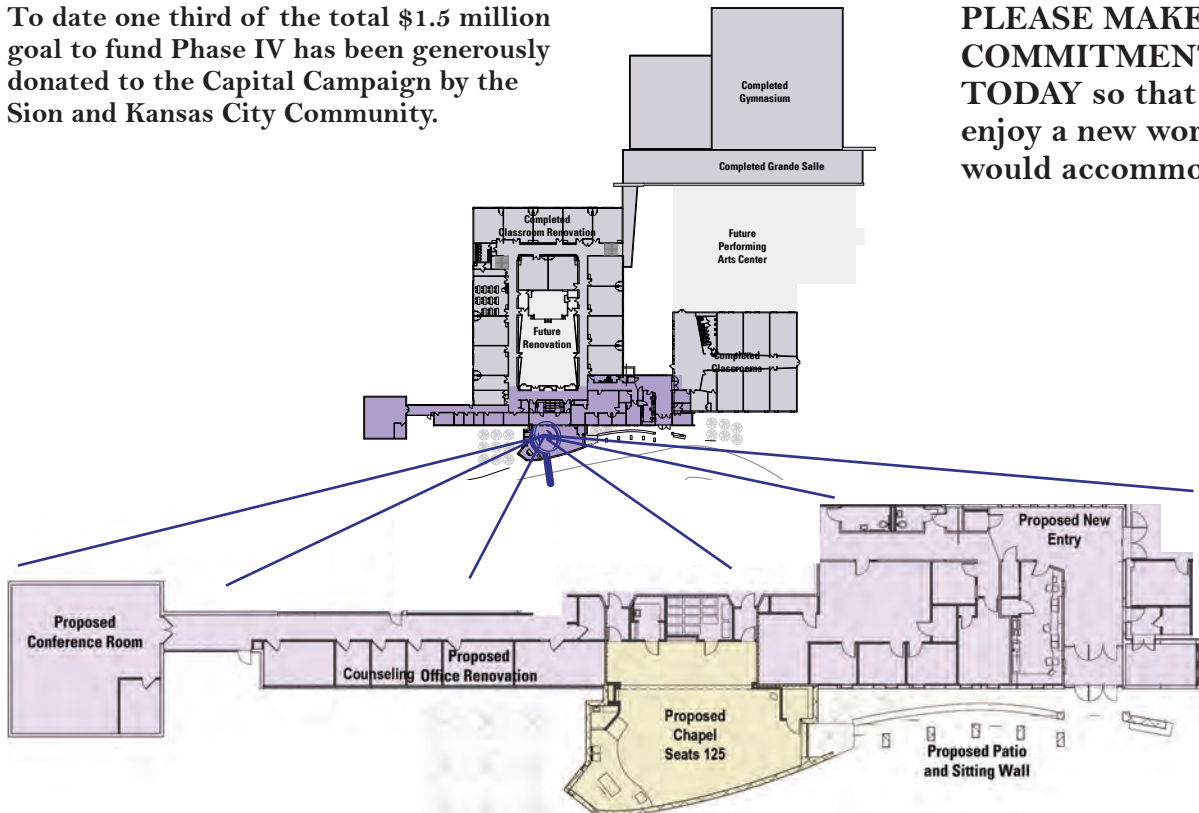 To date one third of the total $1.5 million
goal to fund Phase IV has been generously
donated to the Capital Campaign by the
Sion and Kansas City Community.
PLEASE MAKE
COMMITMENT
TODAY so that
enjoy a new wor
would accommo
Completed
Gymnasium
Completed Grande Salle
Completed
Classroom Renovation
Future
Performing
Arts Center
Future
Renovation
Completed
Classrooms
Proposed New
Entry
Proposed
Conference Room
Counseling
Proposed
Office Renovation
Proposed
Chapel
Seats 125
Proposed Patio
and Sitting Wall